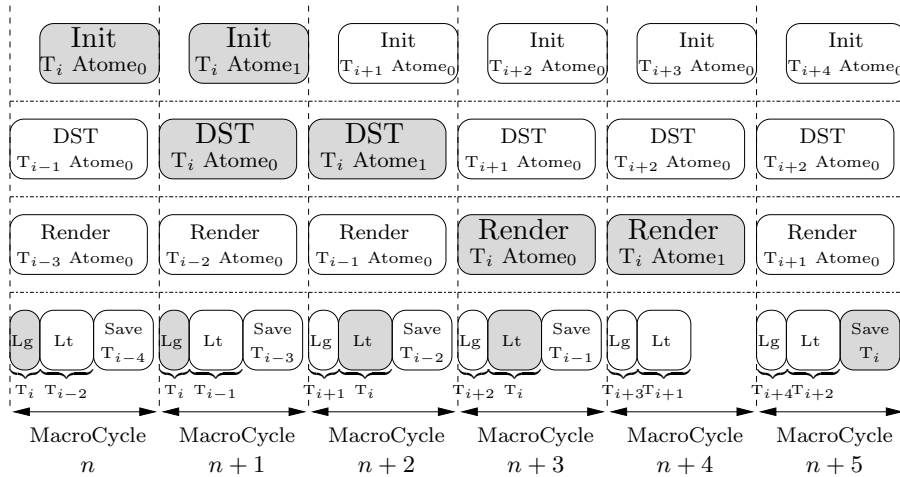 Init Init Init Init Init Init
T_i Atome_0 T_i Atome_1 T_{i+1} Atome_0 T_{i+2} Atome_0 T_{i+3} Atome_0 T_{i+4} Atome_0
DST DST DST DST DST DST
T_{i−1} Atome_0 T_i Atome_0 T_i Atome_1 T_{i+1} Atome_0 T_{i+2} Atome_0 T_{i+2} Atome_0
Render Render Render Render Render Render
T_{i−3} Atome_0 T_{i−2} Atome_0 T_{i−1} Atome_0 T_i Atome_0 T_i Atome_1 T_{i+1} Atome_0
Lg Lt Save Lg Lt Save Lg Lt Save Lg Lt Save Lg Lt Lg Lt Save
T_{i−4} T_{i−3} T_{i−2} T_{i−1} T_i
T_i T_{i−2} T_i T_{i−1} T_{i+1} T_i T_{i+2} T_i T_{i+3} T_{i+1} T_{i+4} T_{i+2}
MacroCycle MacroCycle MacroCycle MacroCycle MacroCycle MacroCycle
n n + 1 n + 2 n + 3 n + 4 n + 5